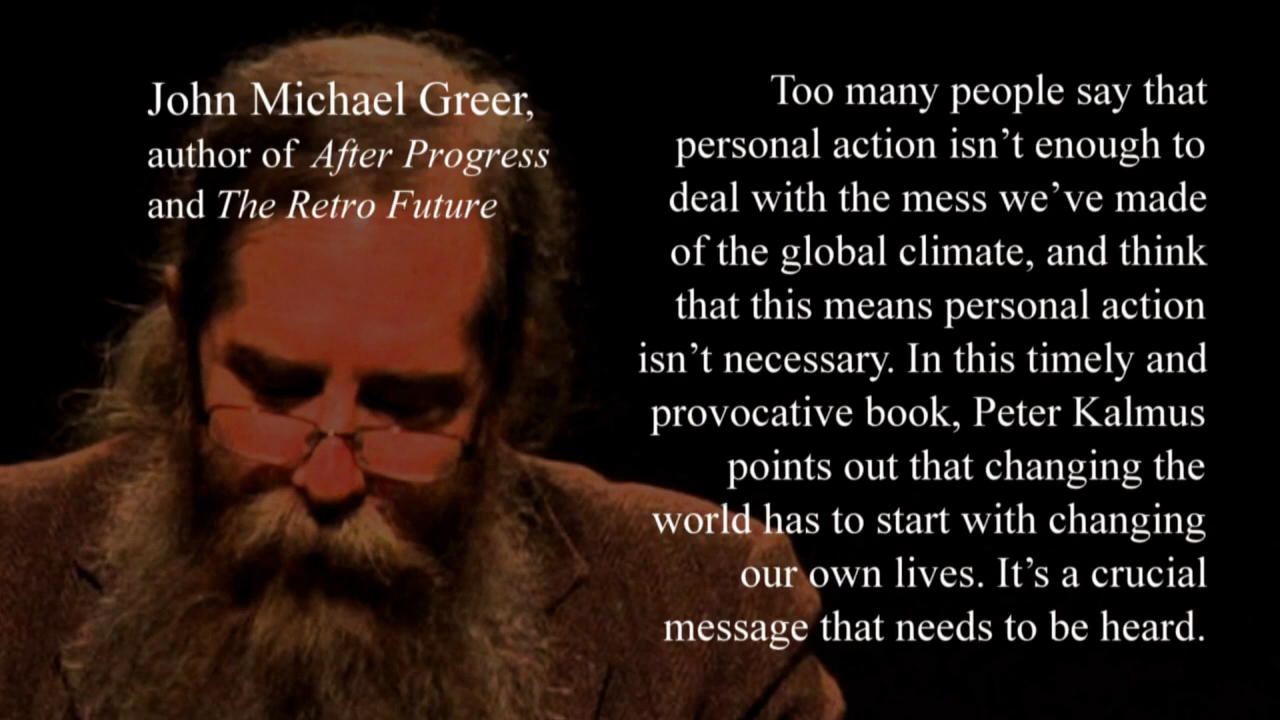 John Michael Greer,
author of After Progress
and The Retro Future
Too many people say that
personal action isn’t enough to
deal with the mess we’ve made
of the global climate, and think
that this means personal action
isn’t necessary. In this timely and
provocative book, Peter Kalmus
points out that changing the
world has to start with changing
our own lives. It’s a crucial
message that needs to be heard.